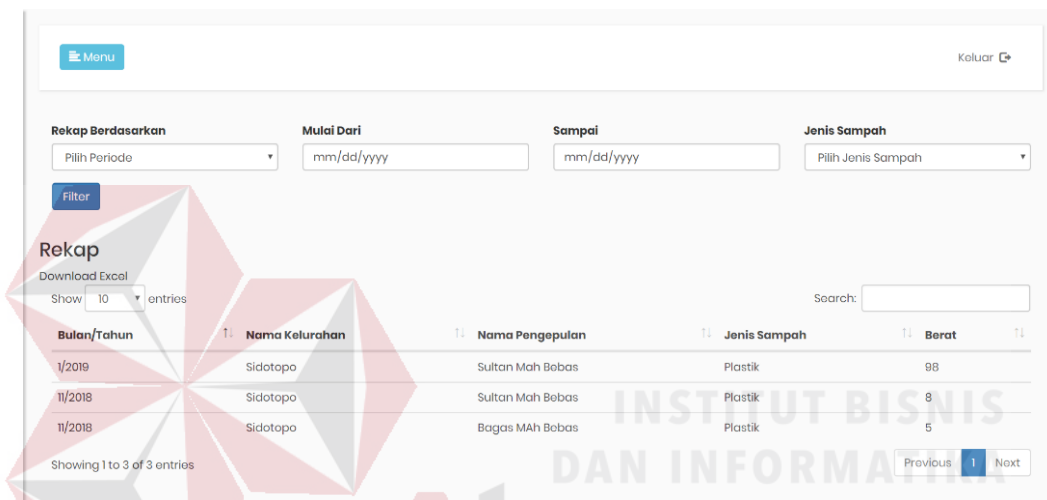 Menu
Keluar
Rekap Berdasarkan Mulai Dari Sampai Jenis Sampah
Pilih Periode mm/dd/yyyy mm/dd/yyyy Pilih Jenis Sampah
Filter
Rekap
Download Excel
Show 10 entries Search:
Bulan/Tahun Nama Kelurahan Nama Pengepulan Jenis Sampah Berat
1/2019 Sidotopo Sultan Mah Bebas Plastik 98
11/2018 Sidotopo Sultan Mah Bebas Plastik 8
11/2018 Sidotopo Bagas MAh Bebas Plastik 5
Showing 1 to 3 of 3 entries Previous 1 Next
INSTITUT BISNIS
DAN INFORMATIKA